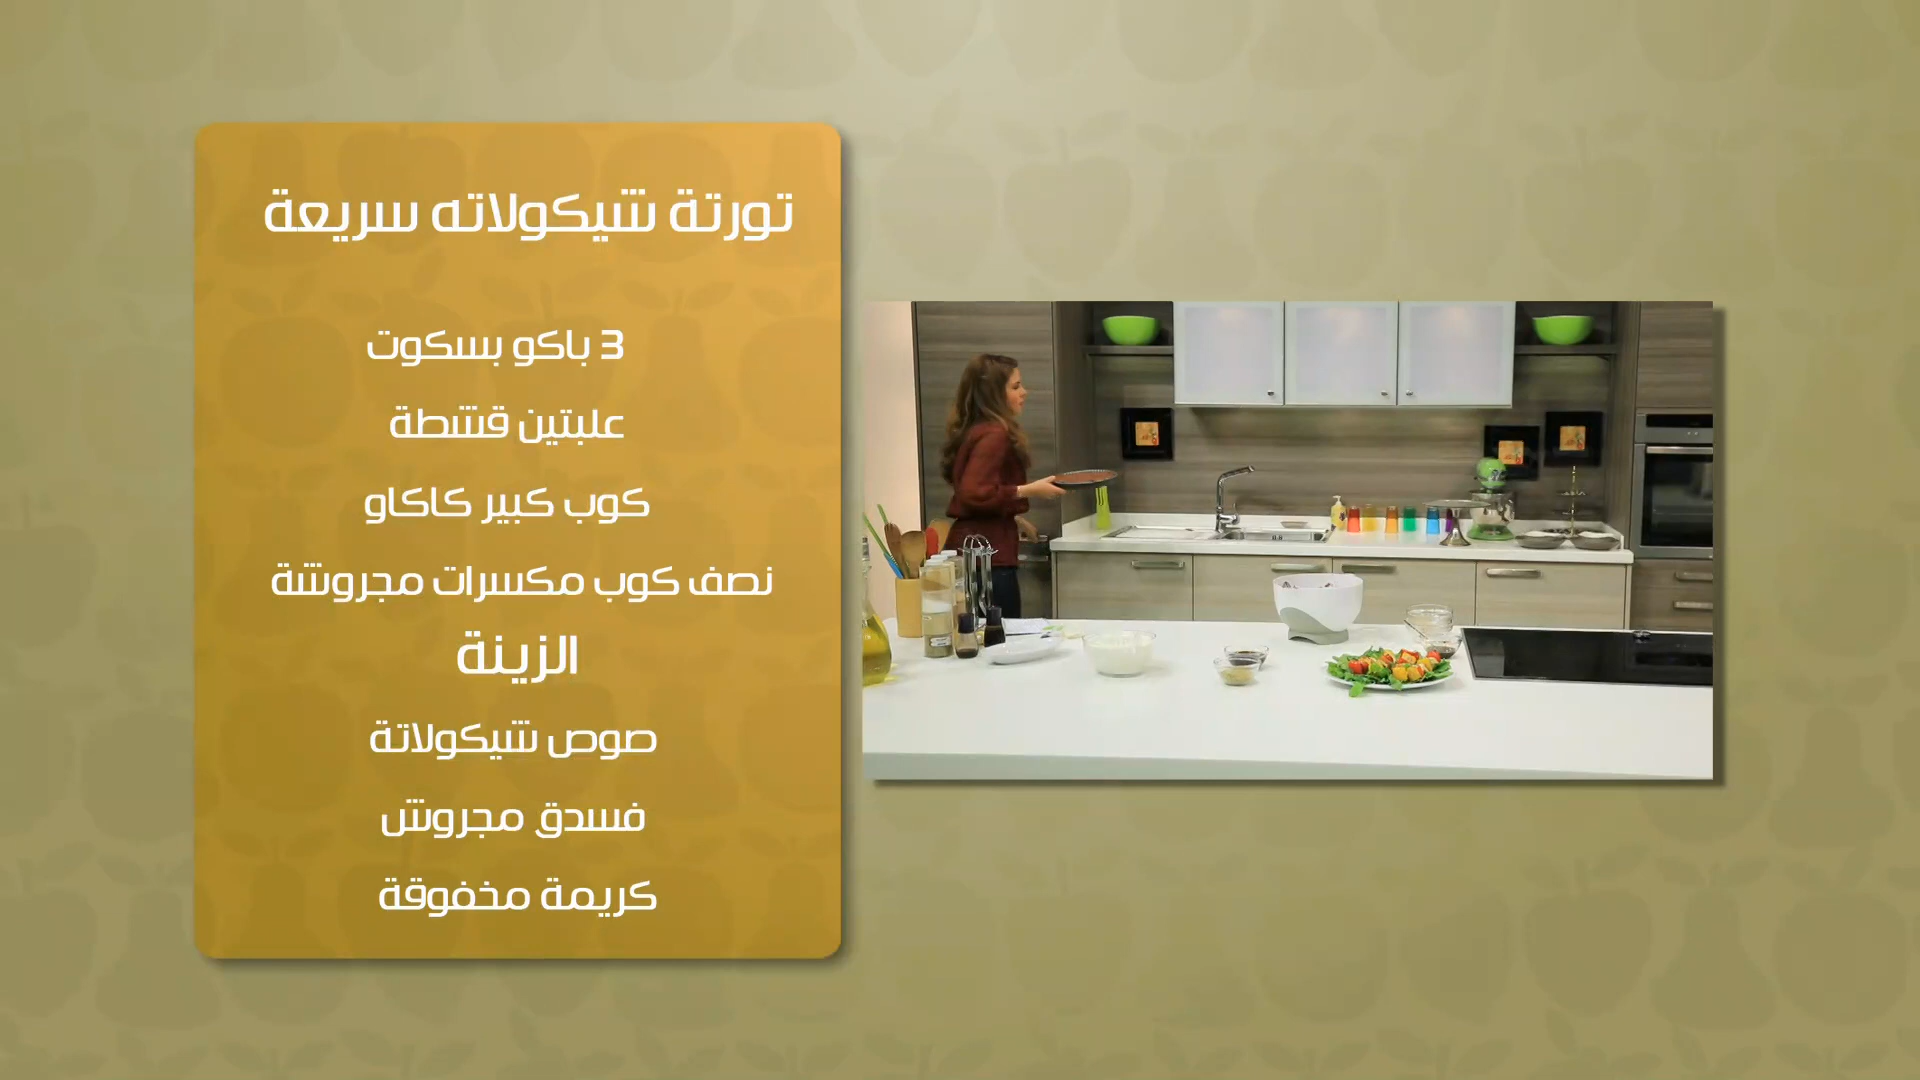 تورتة شيكولاته سريعة
3 باكو بسكوت
علبتين قشطة
كوب كبير كاكاو
نصف كوب مكسرات مجروشة
الزينة
صوص شيكولاتة
فسدق مجروش
كريمة مخفوقة